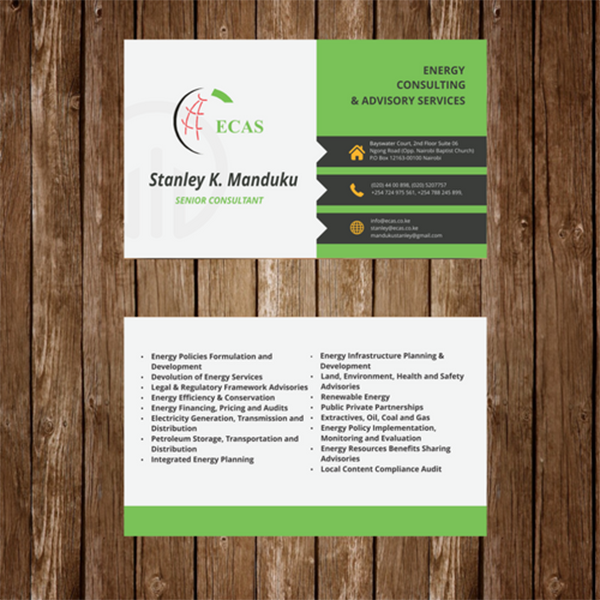 ECAS
Stanley K. Manduku
SENIOR CONSULTANT
ENERGY
CONSULTING
& ADVISORY SERVICES
Bayswater Court, 2nd Floor Suite 06
Ngong Road (Opp. Nairobi Baptist Church)
P.O Box 12163-00100 Nairobi
(020) 44 00 898, (020) 5207757
+254 724 975 561, +254 788 245 899,
info@ecas.co.ke
stanley@ecas.co.ke
mandukustanley@gmail.com
• Energy Policies Formulation and
Development
• Devolution of Energy Services
• Legal & Regulatory Framework Advisories
• Energy Efficiency & Conservation
• Energy Financing, Pricing and Audits
• Electricity Generation, Transmission and
Distribution
• Petroleum Storage, Transportation and
Distribution
• Integrated Energy Planning
• Energy Infrastructure Planning &
Development
• Land, Environment, Health and Safety
Advisories
• Renewable Energy
• Public Private Partnerships
• Extractives, Oil, Coal and Gas
• Energy Policy Implementation,
Monitoring and Evaluation
• Energy Resources Benefits Sharing
Advisories
• Local Content Compliance Audit